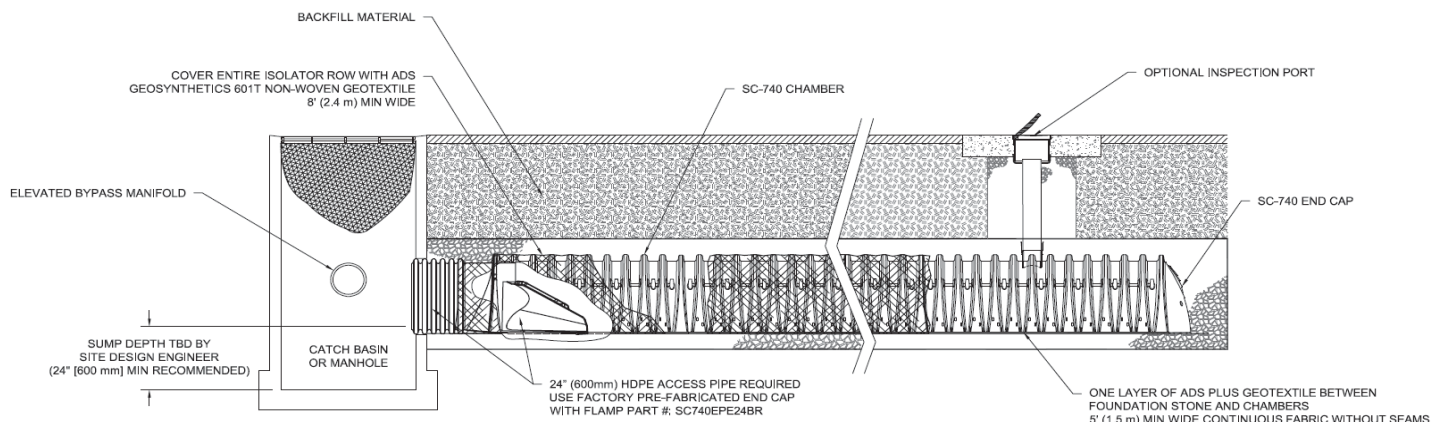 BACKFILL MATERIAL
COVER ENTIRE ISOLATOR ROW WITH ADS
GEOSYNTHETICS 601T NON-WOVEN GEOTEXTILE
8' (2.4 m) MIN WIDE
SC-740 CHAMBER
OPTIONAL INSPECTION PORT
ELEVATED BYPASS MANIFOLD
SC-740 END CAP
SUMP DEPTH TBD BY
SITE DESIGN ENGINEER
(24" [600 mm] MIN RECOMMENDED)
CATCH BASIN
OR MANHOLE
24" (600mm) HDPE ACCESS PIPE REQUIRED
USE FACTORY PRE-FABRICATED END CAP
WITH FLAMP PART #: SC740EPE24BR
ONE LAYER OF ADS PLUS GEOTEXTILE BETWEEN
FOUNDATION STONE AND CHAMBERS
5' (1.5 m) MIN WIDE CONTINUOUS FABRIC WITHOUT SEAMS